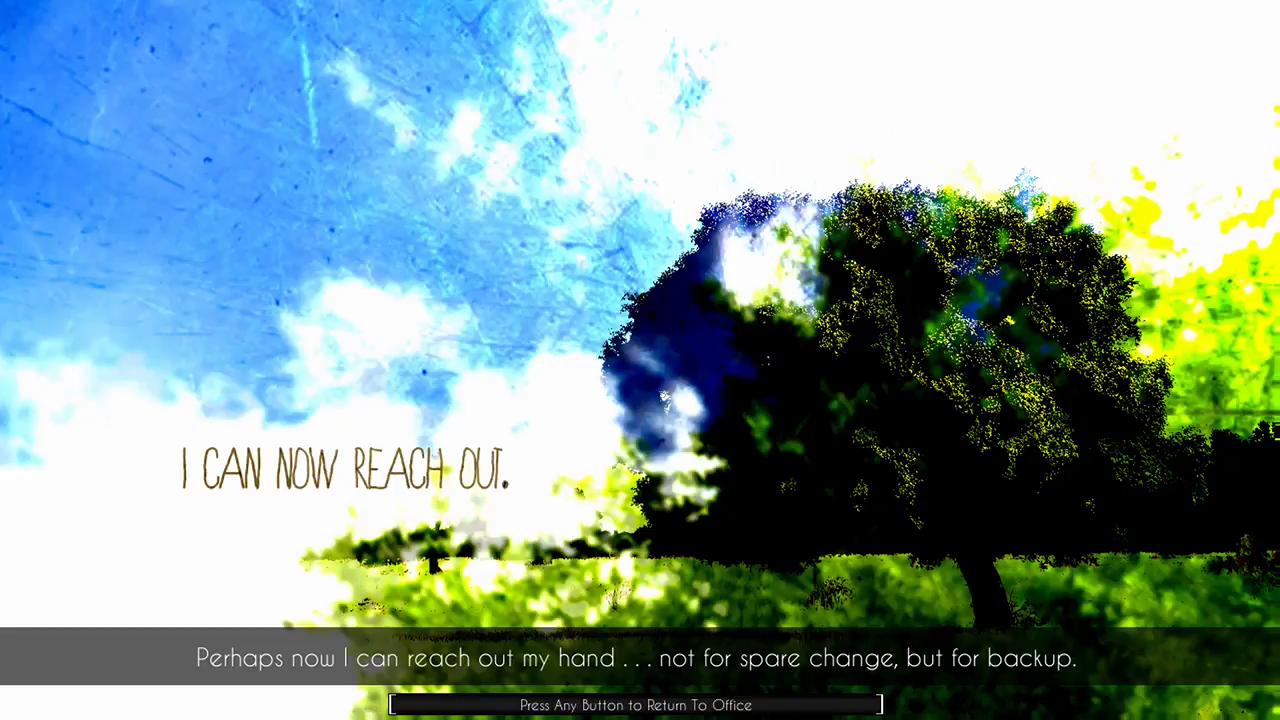 I CAN NOW REACH OUT.
Perhaps now I can reach out my hand . . . not for spare change, but for backup.
Press Any Button to Return To Office